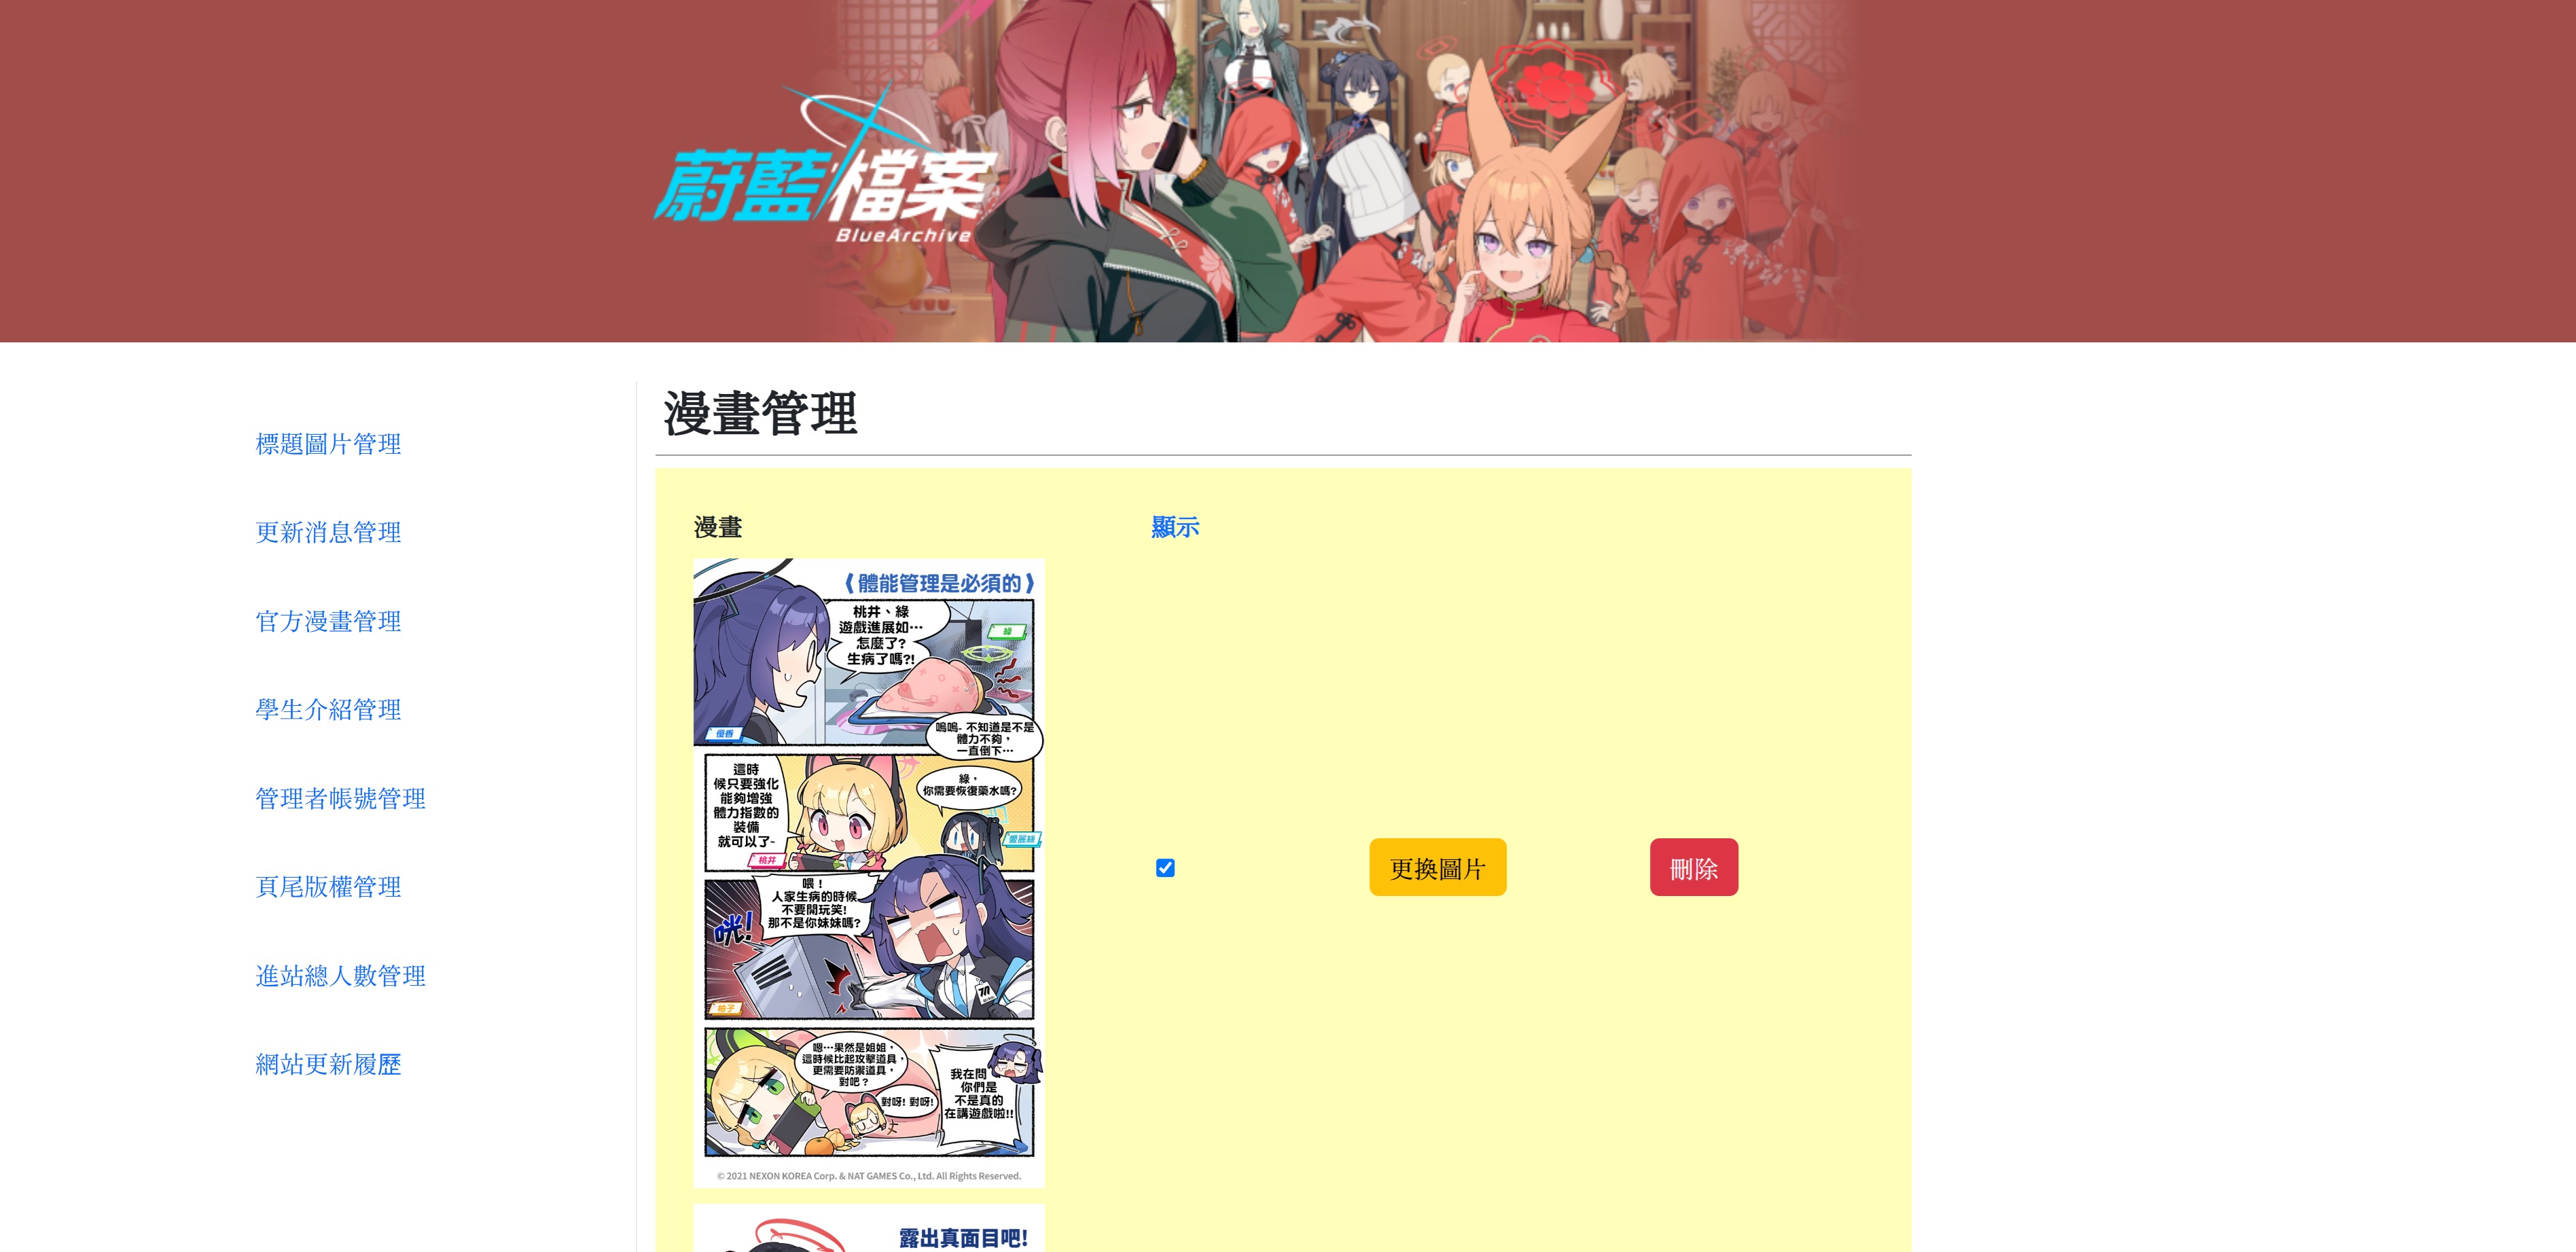 蔚藍檔案
BlueArchive
標題圖片管理
更新消息管理
官方漫畫管理
學生介紹管理
管理者帳號管理
頁尾版權管理
進站總人數管理
網站更新履歷
漫畫管理
漫畫
顯示
《體能管理是必須的》
桃井、綠
遊戲進展如…
怎麼了?
生病了嗎?!
綠
優香
嗚嗚- 不知道是不是
體力不夠，
一直倒下…
這時
候只要強化
能夠增強
體力指數的
裝備
就可以了~
桃井
綠，
你需要恢復藥水嗎?
愛麗絲
喂！
人家生病的時候
不要開玩笑!
那不是你妹妹嗎?
咣!
柚子
嗯…果然是姐姐，
這時候比起攻擊道具，
更需要防禦道具，
對吧？
對呀! 對呀!
我在問
你們是
不是真的
在講遊戲啦!!
© 2021 NEXON KOREA Corp. & NAT GAMES Co., Ltd. All Rights Reserved.
更換圖片
刪除
露出真面目吧!